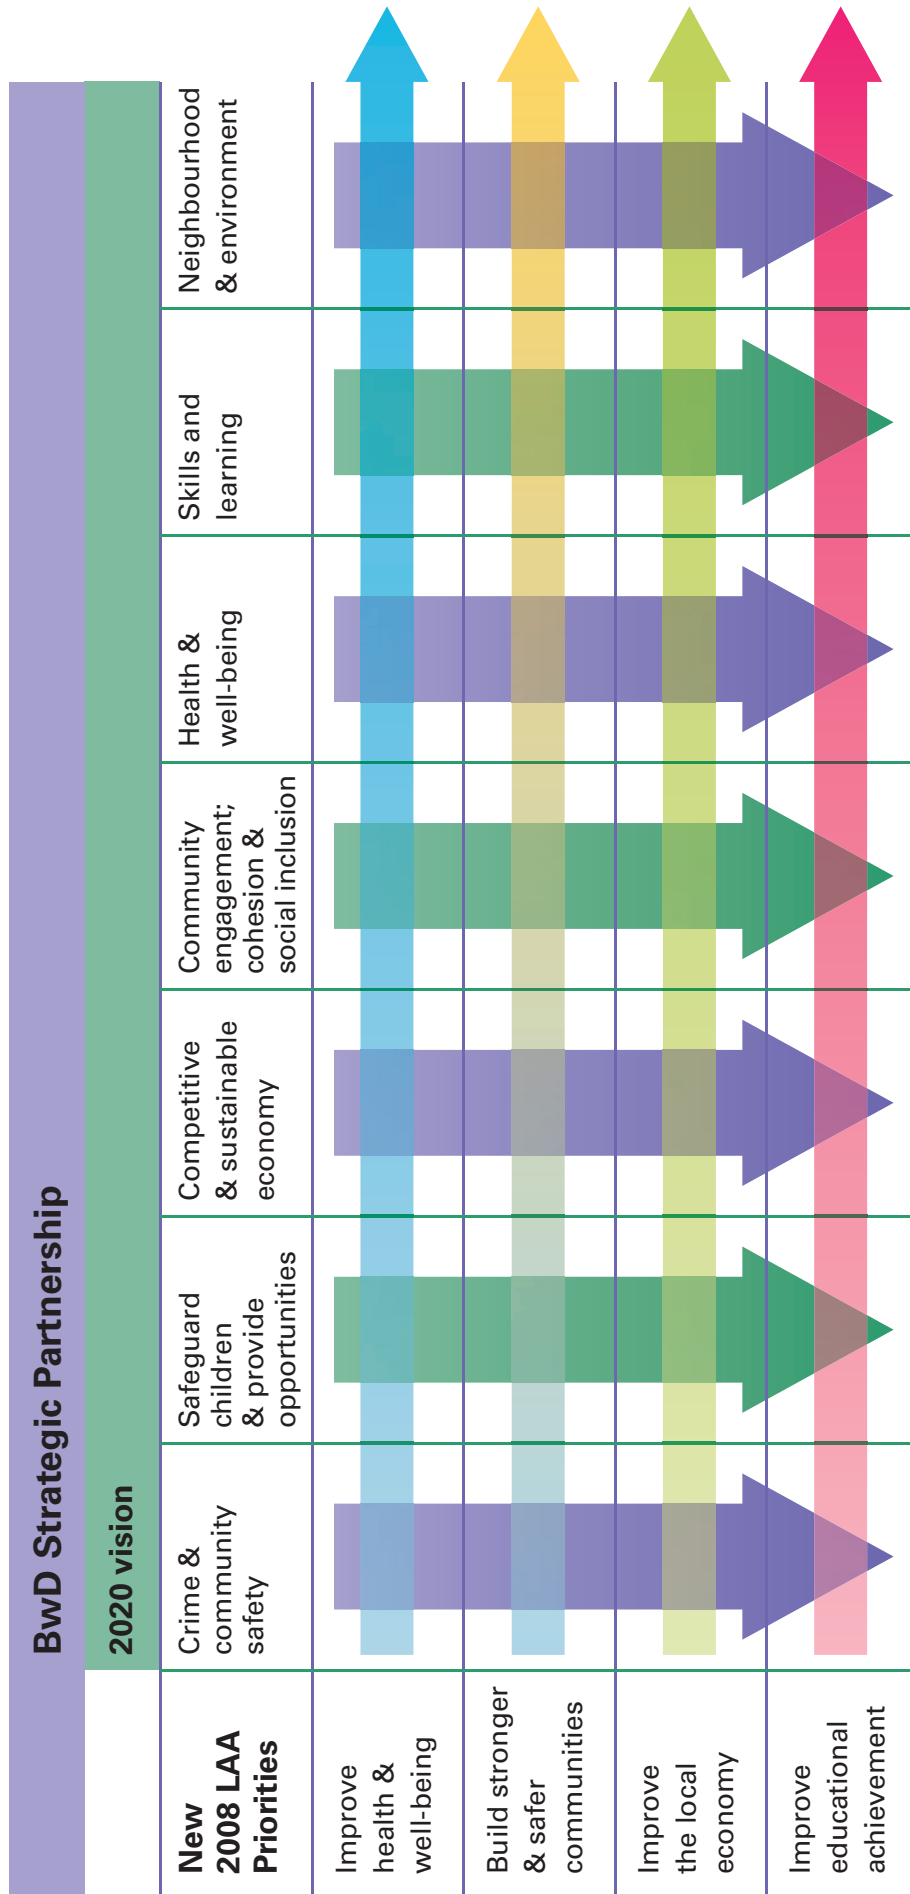 BwD Strategic Partnership
2020 vision
New
2008 LAA
Priorities
Crime &
community
safety
Safeguard
children
& provide
opportunities
Competitive
& sustainable
economy
Community
engagement;
cohesion &
social inclusion
Health &
well-being
Skills and
learning
Neighbourhood
& environment
Improve
health &
well-being
Build stronger
& safer
communities
Improve
the local
economy
Improve
educational
achievement